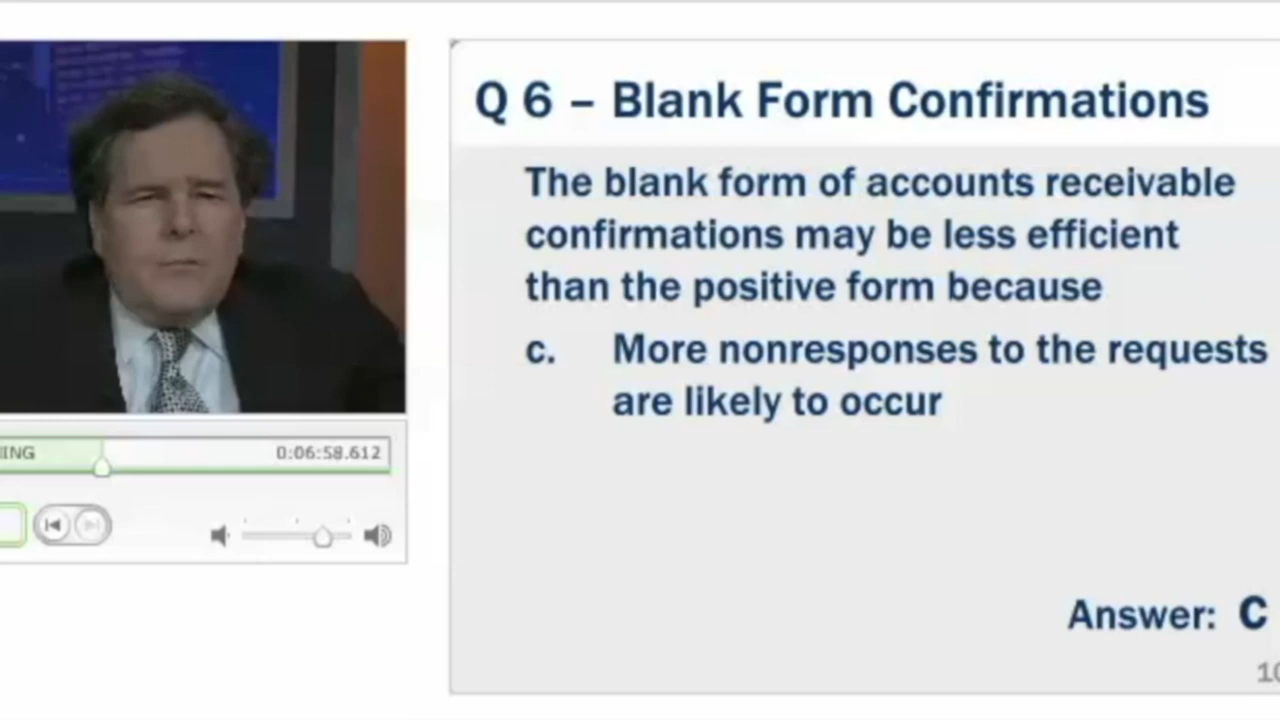 Q 6 – Blank Form Confirmations
The blank form of accounts receivable
confirmations may be less efficient
than the positive form because
c. More nonresponses to the requests
are likely to occur
Answer: C
10
ING
0:06:58.612